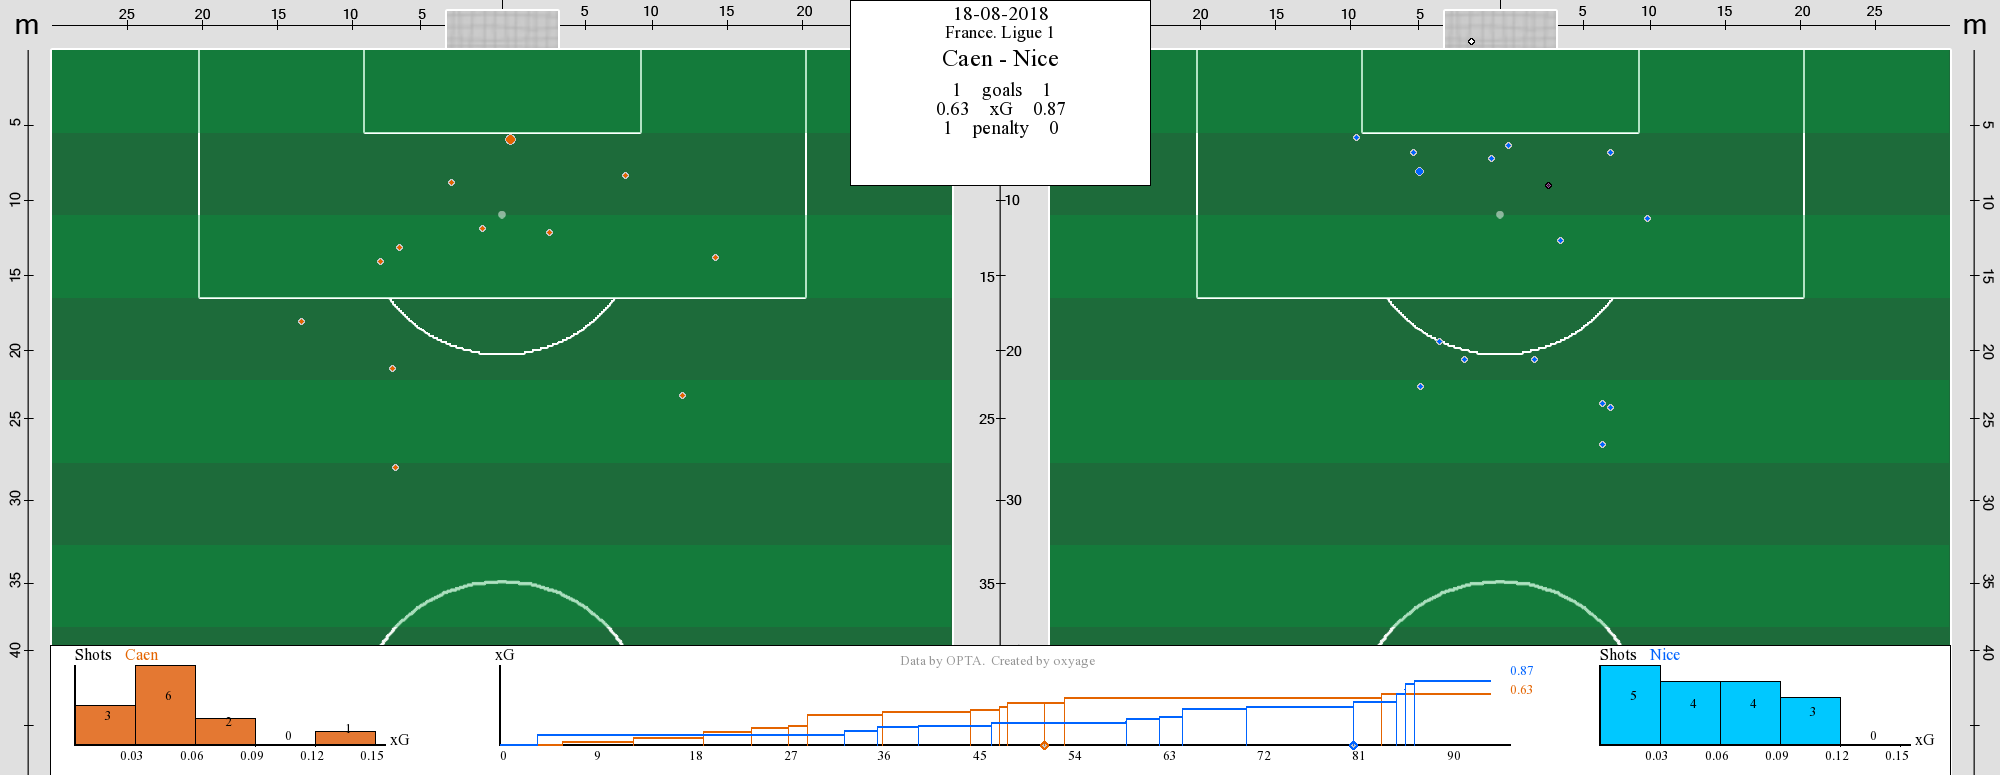 m 25 20 15 10 5 5 10 15 20 20 15 10 5 5 10 15 20 25 m
18-08-2018
France. Ligue 1
Caen - Nice
1 goals 1
0.63 xG 0.87
1 penalty 0
5 5
10 10 10
15 15 15
20 20 20
25 25 25
30 30 30
35 35 35
40 40
Shots Caen
3 6 2 0 1
xG
0.03 0.06 0.09 0.12 0.15
xG
Data by OPTA. Created by oxyage
0.87
0.63
0 9 18 27 36 45 54 63 72 81 90
Shots Nice
5 4 4 3 0
xG
0.03 0.06 0.09 0.12 0.15